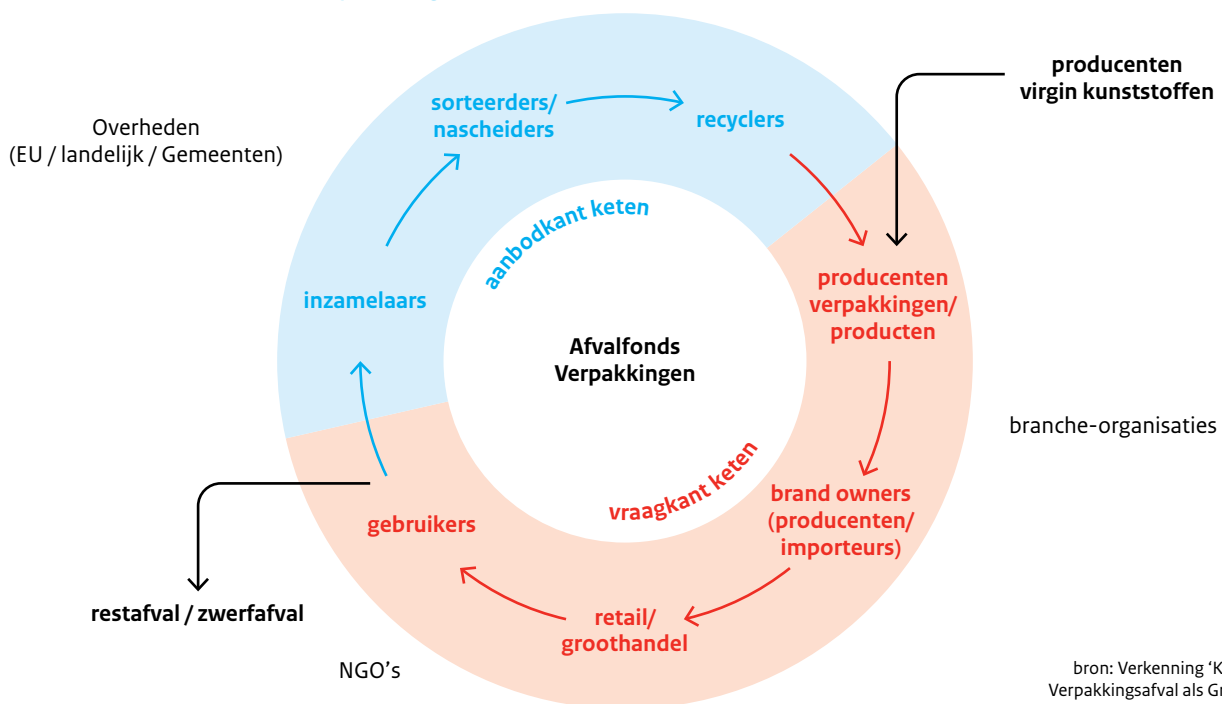 producenten
virgin kunststoffen
sorteerders/
nascheiders
recyclers
Overheden
(EU / landelijk / Gemeenten)
aanbodkant keten
inzamelaars
producenten
verpakkingen/
producten
Afvalfonds
Verpakkingen
branche-organisaties
vraagkant keten
brand owners
(producenten/
importeurs)
gebruikers
restafval / zwerfafval
retail/
groothandel
NGO's
bron: Verkenning ‘K
Verpakkingsafval als Gr